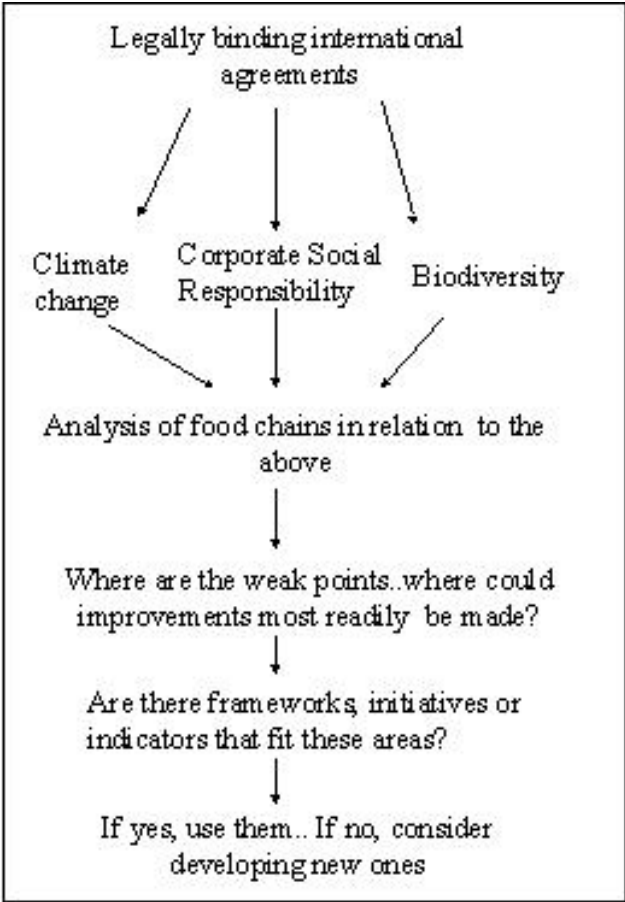 Legally binding international
agreements
Climate
change
Corporate Social
Responsibility
Biodiversity
Analysis of food chains in relation to the
above
Where are the weak points..where could
improvements most readily be made?
Are there frameworks, initiatives or
indicators that fit these areas?
If yes, use them.. If no, consider
developing new ones